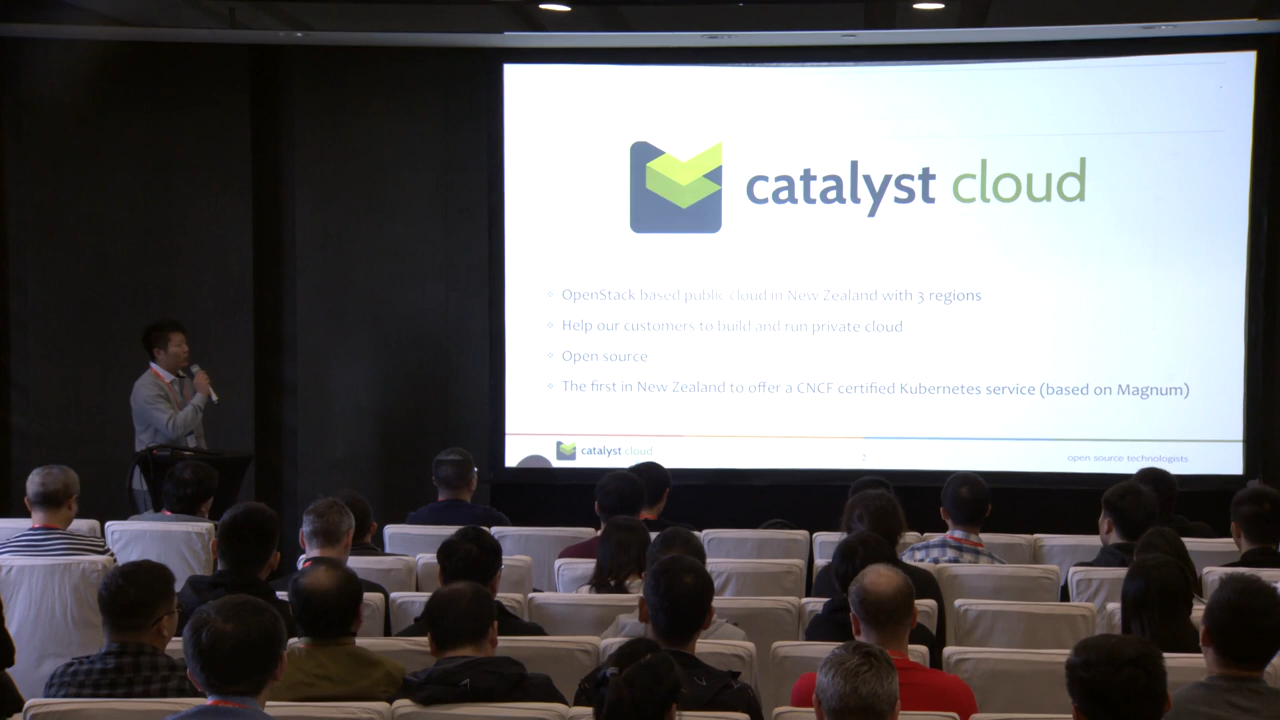 catalyst cloud
OpenStack based public cloud in New Zealand with 3 regions
Help our customers to build and run private cloud
Open source
The first in New Zealand to offer a CNCF certified Kubernetes service (based on Magnum)
catalyst cloud
2
open source technologists